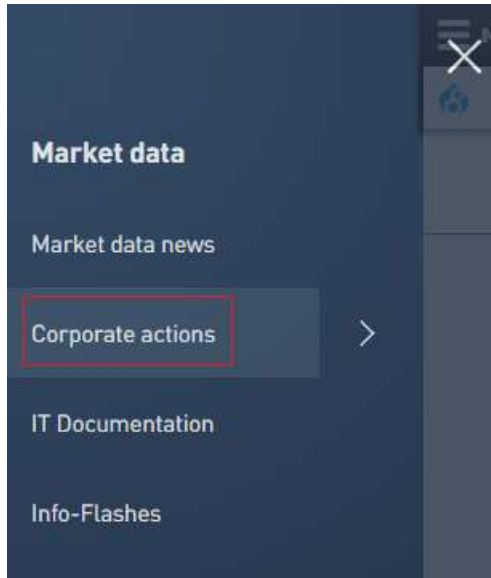 Market data
Market data news
Corporate actions
IT Documentation
Info-Flashes